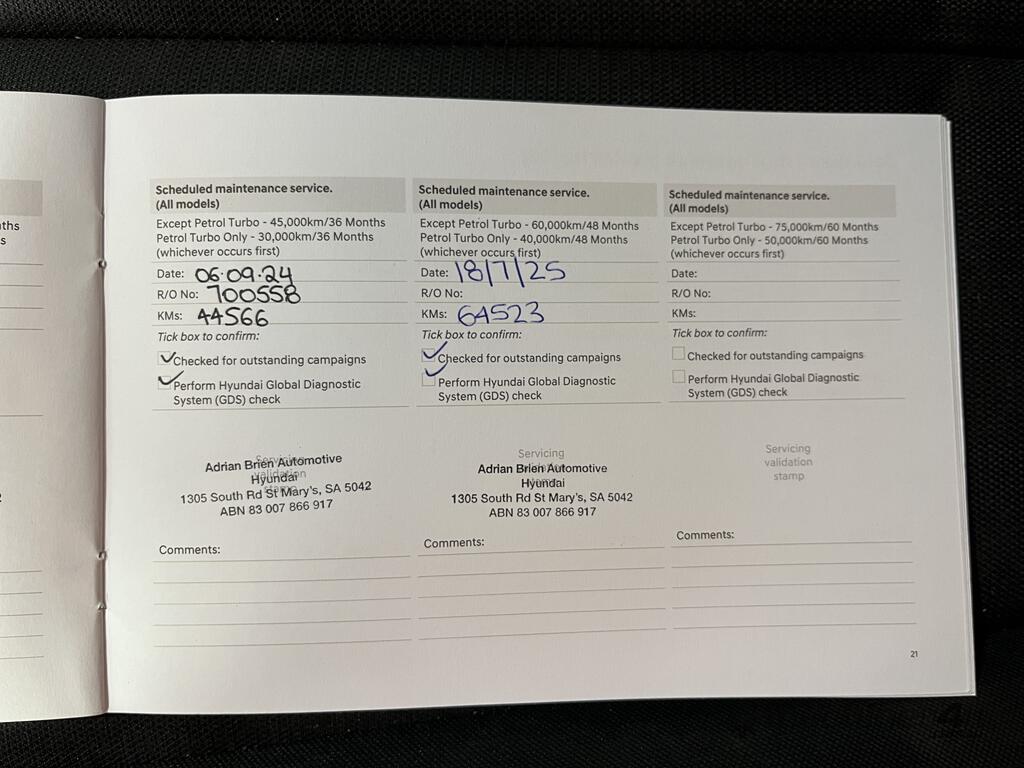 ths
s
Scheduled maintenance service.
(All models)
Except Petrol Turbo - 45,000km/36 Months
Petrol Turbo Only - 30,000km/36 Months
(whichever occurs first)
Date: 06.09.24
R/O No: 700558
KMs: 44566
Tick box to confirm:
Checked for outstanding campaigns
Perform Hyundai Global Diagnostic
System (GDS) check
Servicing
validation
stamp
Adrian Brien Automotive
Hyundai
1305 South Rd St Mary's, SA 5042
ABN 83 007 866 917
Comments:
Scheduled maintenance service.
(All models)
Except Petrol Turbo - 60,000km/48 Months
Petrol Turbo Only - 40,000km/48 Months
(whichever occurs first)
Date: 18/7/25
R/O No:
KMs: 64523
Tick box to confirm:
Checked for outstanding campaigns
Perform Hyundai Global Diagnostic
System (GDS) check
Servicing
validation
stamp
Adrian Brien Automotive
Hyundai
1305 South Rd St Mary's, SA 5042
ABN 83 007 866 917
Comments:
Scheduled maintenance service.
(All models)
Except Petrol Turbo - 75,000km/60 Months
Petrol Turbo Only - 50,000km/60 Months
(whichever occurs first)
Date:
R/O No:
KMs:
Tick box to confirm:
Checked for outstanding campaigns
Perform Hyundai Global Diagnostic
System (GDS) check
Servicing
validation
stamp
Comments:
21